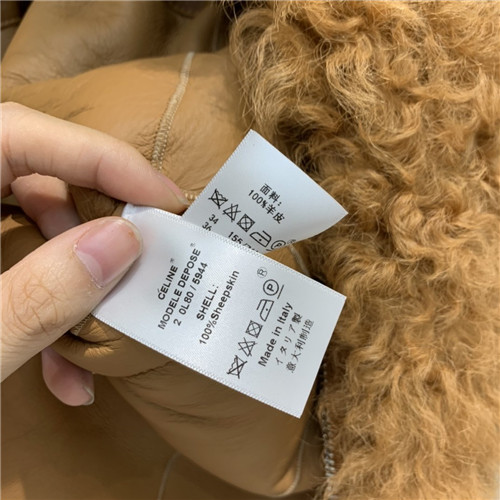 面料:
100%羊皮
34
CÉLINE®
MODELE DEPOSE
2 0L80 / 5944
SHELL:
100%Sheepskin
P
®
Made in Italy
イタリア製
意大利制造